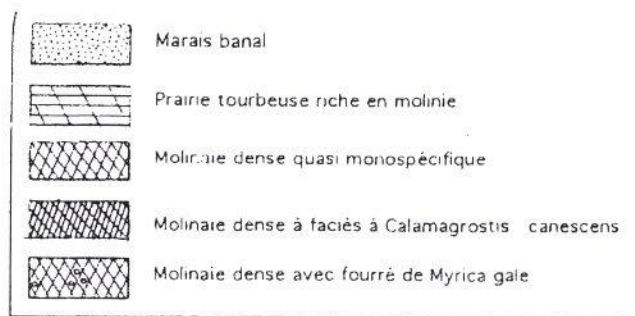 Marais banal
Prairie tourbeuse riche en molinie
Molinaie dense quasi monospécifique
Molinaie dense à faciès à Calamagrostis canescens
Molinaie dense avec fourré de Myrica gale